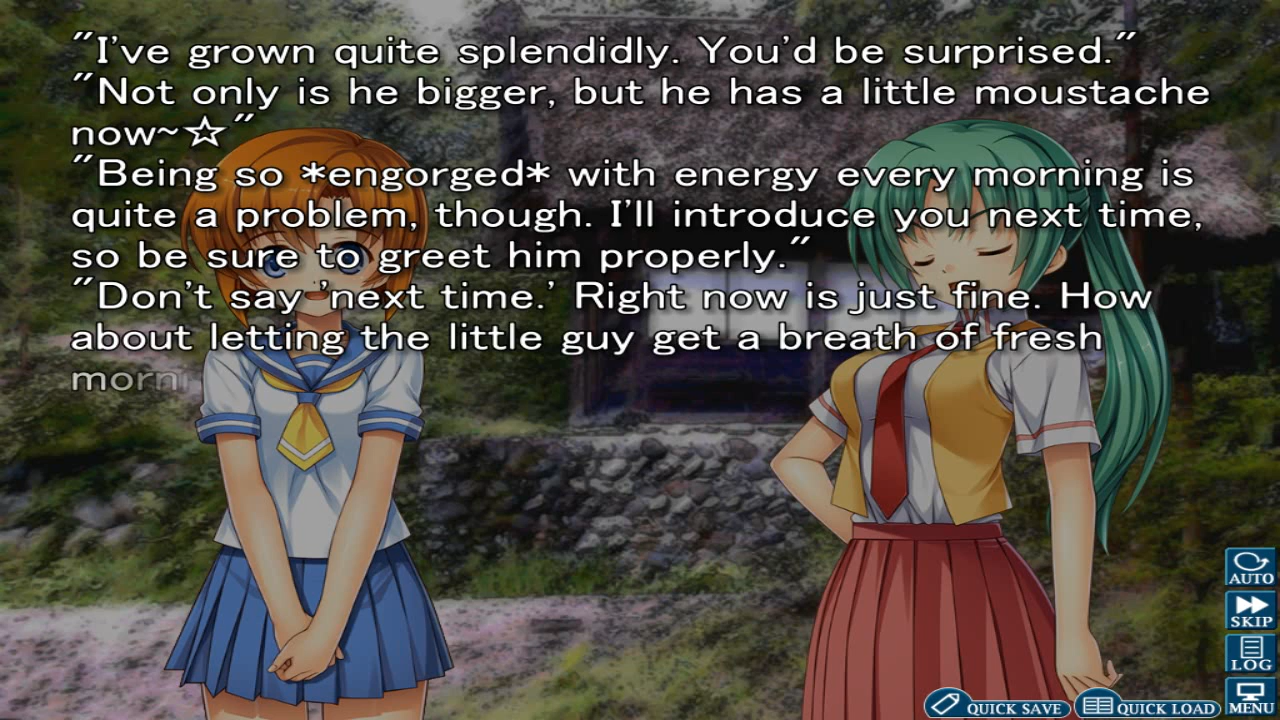 "I've grown quite splendidly. You'd be surprised."
"Not only is he bigger, but he has a little moustache
now~☆"
"Being so *engorged* with energy every morning is
quite a problem, though. I'll introduce you next time,
so be sure to greet him properly."
"Don't say 'next time.' Right now is just fine. How
about letting the little guy get a breath of fresh
morni
AUTO
SKIP
LOG
QUICK SAVE
QUICK LOAD
MENU